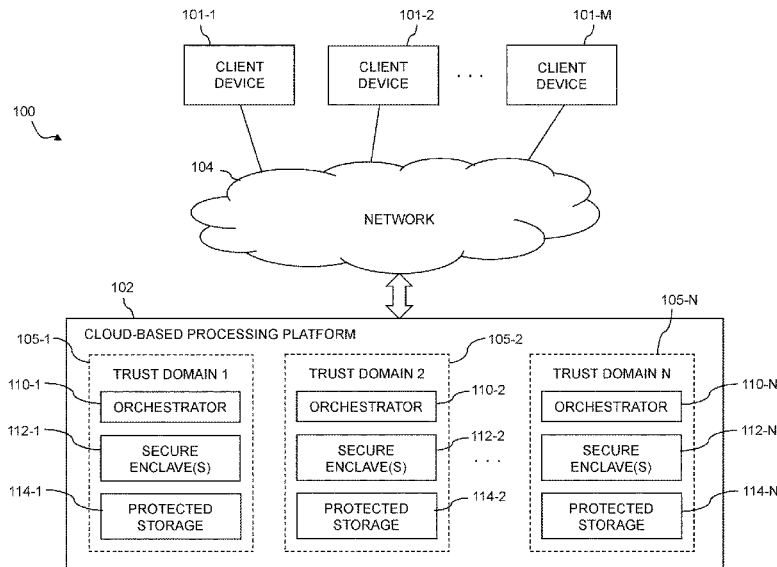 101-1 101-2 101-M
CLIENT DEVICE CLIENT DEVICE . . . CLIENT DEVICE
100
104
NETWORK
102
105-N
CLOUD-BASED PROCESSING PLATFORM
105-1 105-2
TRUST DOMAIN 1 TRUST DOMAIN 2 TRUST DOMAIN N
110-1 110-2 110-N
ORCHESTRATOR ORCHESTRATOR ORCHESTRATOR
112-1 112-2 112-N
SECURE ENCLAVE(S) SECURE ENCLAVE(S) . . . SECURE ENCLAVE(S)
114-1 114-2 114-N
PROTECTED STORAGE PROTECTED STORAGE PROTECTED STORAGE